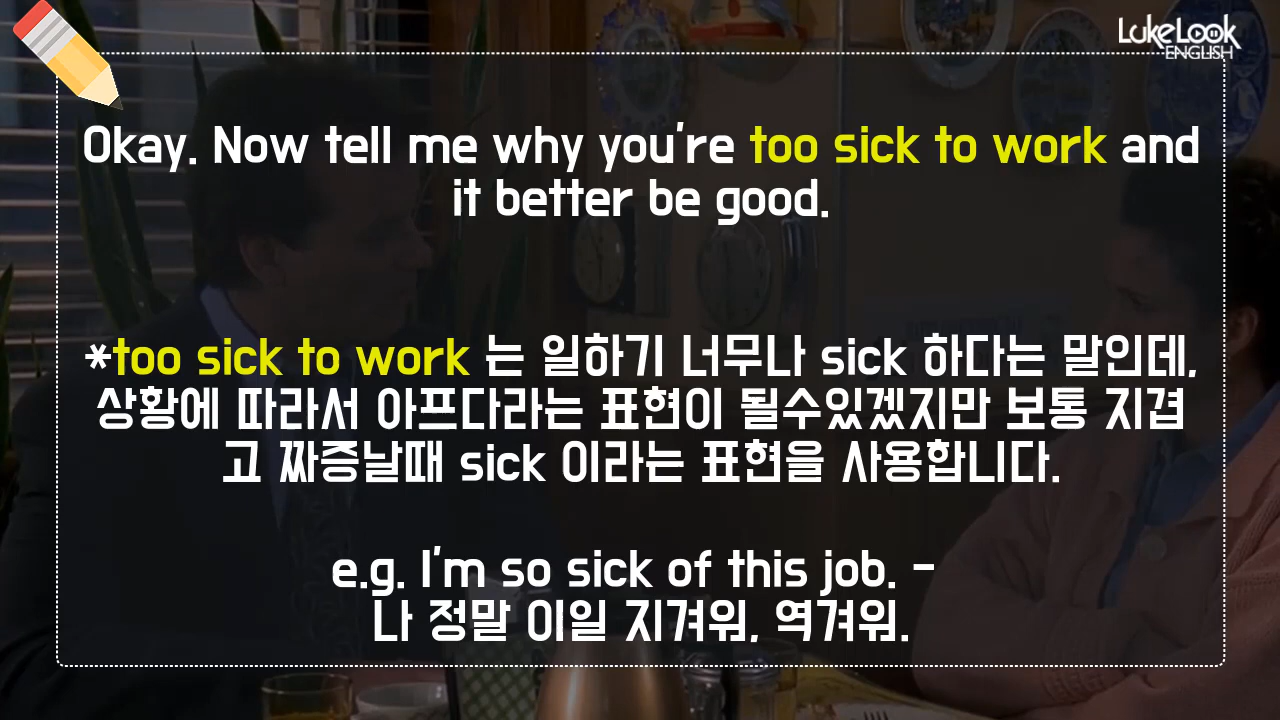 LukeLook
ENGLISH
Okay. Now tell me why you're too sick to work and
it better be good.
*too sick to work 는 일하기 너무나 sick 하다는 말인데,
상황에 따라서 아프다라는 표현이 될수있겠지만 보통 지겹
고 짜증날때 sick 이라는 표현을 사용합니다.
e.g. I'm so sick of this job. -
나 정말 이일 지겨워, 역겨워.